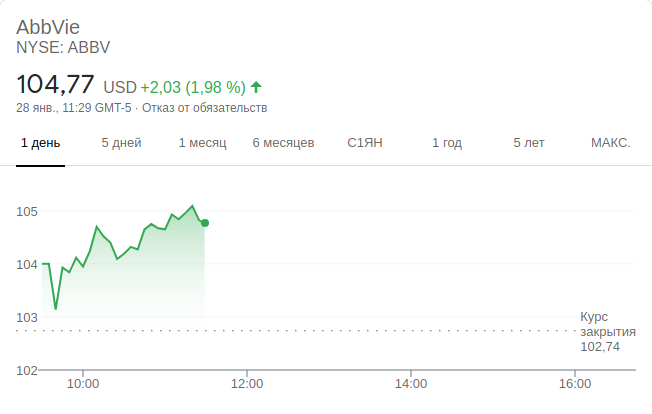 AbbVie
NYSE: ABBV
104,77 USD +2,03 (1,98 %)
28 янв., 11:29 GMT-5 · Отказ от обязательств
1 день 5 дней 1 месяц 6 месяцев С1ЯН 1 год 5 лет МАКС.
105
104
103
102
Курс
закрытия
102,74
10:00 12:00 14:00 16:00